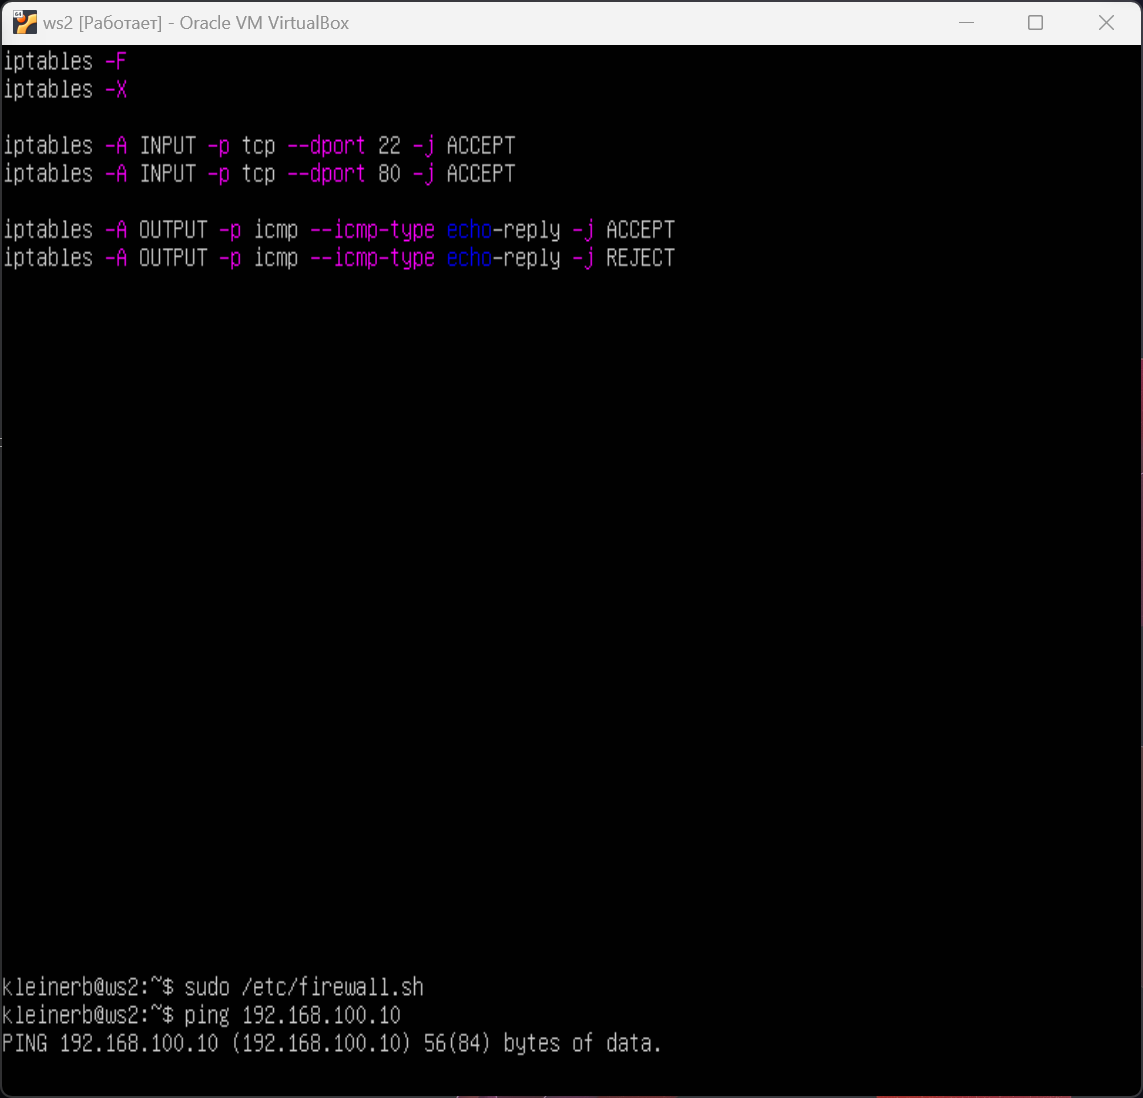 ws2 [Работает] - Oracle VM VirtualBox
iptables -F
iptables -X
iptables -A INPUT -p tcp --dport 22 -j ACCEPT
iptables -A INPUT -p tcp --dport 80 -j ACCEPT
iptables -A OUTPUT -p icmp --icmp-type echo-reply -j ACCEPT
iptables -A OUTPUT -p icmp --icmp-type echo-reply -j REJECT
kleinerb@ws2:~$ sudo /etc/firewall.sh
kleinerb@ws2:~$ ping 192.168.100.10
PING 192.168.100.10 (192.168.100.10) 56(84) bytes of data.